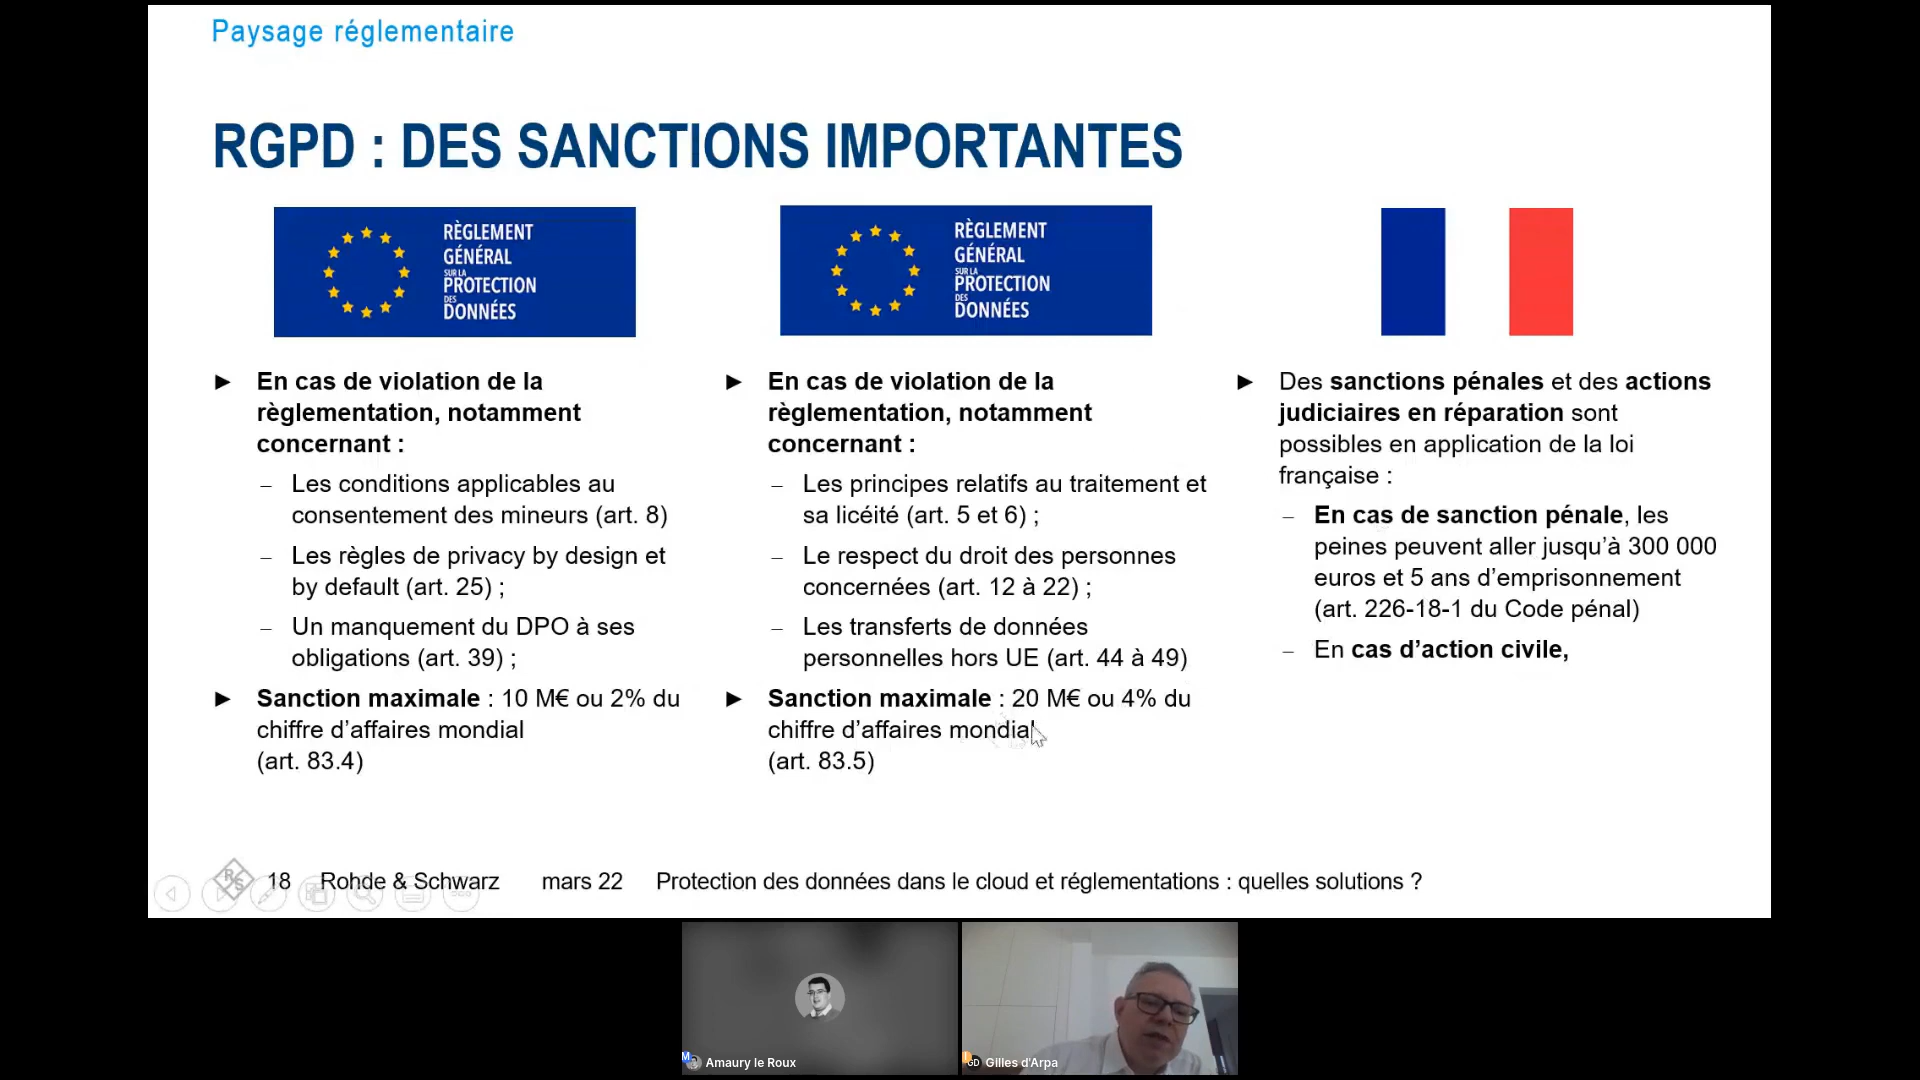 Paysage réglementaire
RGPD : DES SANCTIONS IMPORTANTES
RÈGLEMENT
GÉNÉRAL
SUR LA
PROTECTION
DES
DONNÉES
RÈGLEMENT
GÉNÉRAL
SUR LA
PROTECTION
DES
DONNÉES
► En cas de violation de la
règlementation, notamment
concernant :
– Les conditions applicables au
consentement des mineurs (art. 8)
– Les règles de privacy by design et
by default (art. 25) ;
– Un manquement du DPO à ses
obligations (art. 39) ;
► Sanction maximale : 10 M€ ou 2% du
chiffre d’affaires mondial
(art. 83.4)
► En cas de violation de la
règlementation, notamment
concernant :
– Les principes relatifs au traitement et
sa licéité (art. 5 et 6) ;
– Le respect du droit des personnes
concernées (art. 12 à 22) ;
– Les transferts de données
personnelles hors UE (art. 44 à 49)
► Sanction maximale : 20 M€ ou 4% du
chiffre d’affaires mondial
(art. 83.5)
► Des sanctions pénales et des actions
judiciaires en réparation sont
possibles en application de la loi
française :
– En cas de sanction pénale, les
peines peuvent aller jusqu’à 300 000
euros et 5 ans d’emprisonnement
(art. 226-18-1 du Code pénal)
– En cas d’action civile,
R&S
18 Rohde & Schwarz mars 22 Protection des données dans le cloud et réglementations : quelles solutions ?
M Amaury le Roux
GD Gilles d'Arpa